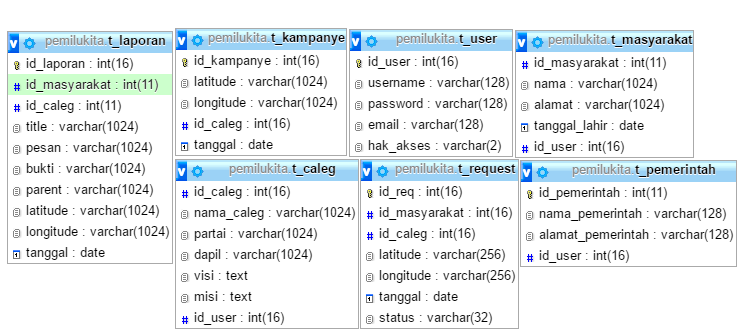 pemilukita.t_laporan
id_laporan : int(16)
id_masyarakat : int(11)
id_caleg : int(11)
title : varchar(1024)
pesan : varchar(1024)
bukti : varchar(1024)
parent : varchar(1024)
latitude : varchar(1024)
longitude : varchar(1024)
tanggal : date
pemilukita.t_kampanye
id_kampanye : int(16)
latitude : varchar(1024)
longitude : varchar(1024)
id_caleg : int(16)
tanggal : date
pemilukita.t_user
id_user : int(16)
username : varchar(128)
password : varchar(128)
email : varchar(128)
hak_akses : varchar(2)
pemilukita.t_masyarakat
id_masyarakat : int(11)
nama : varchar(1024)
alamat : varchar(1024)
tanggal_lahir : date
id_user : int(16)
pemilukita.t_caleg
id_caleg : int(16)
nama_caleg : varchar(1024)
partai : varchar(1024)
dapil : varchar(1024)
visi : text
misi : text
id_user : int(16)
pemilukita.t_request
id_req : int(16)
id_masyarakat : int(16)
id_caleg : int(16)
latitude : varchar(256)
longitude : varchar(256)
tanggal : date
status : varchar(32)
pemilukita.t_pemerintah
id_pemerintah : int(11)
nama_pemerintah : varchar(128)
alamat_pemerintah : varchar(128)
id_user : int(16)